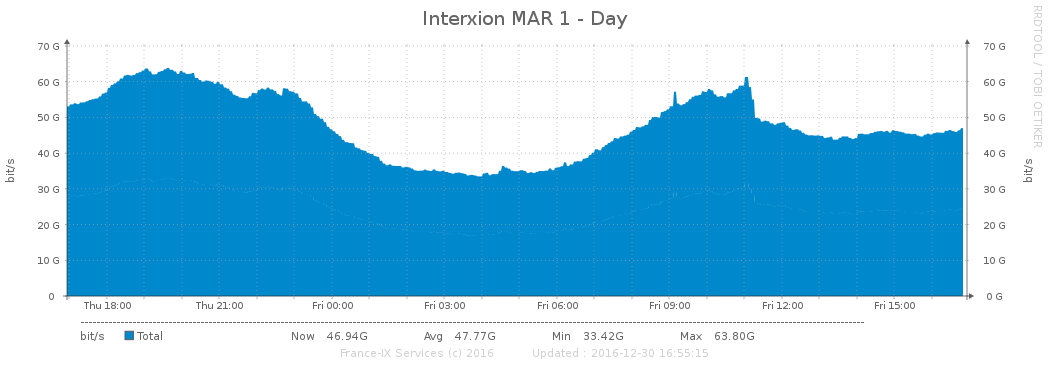 Interxion MAR 1 - Day
RRDTOOL / TOBI OETIKER
70 G 70 G
60 G 60 G
50 G 50 G
40 G 40 G
30 G 30 G
20 G 20 G
10 G 10 G
0 0 G
bit/s bit/s
Thu 18:00 Thu 21:00 Fri 00:00 Fri 03:00 Fri 06:00 Fri 09:00 Fri 12:00 Fri 15:00
bit/s Total Now 46.94G Avg 47.77G Min 33.42G Max 63.80G
France-IX Services (c) 2016 Updated : 2016-12-30 16:55:15